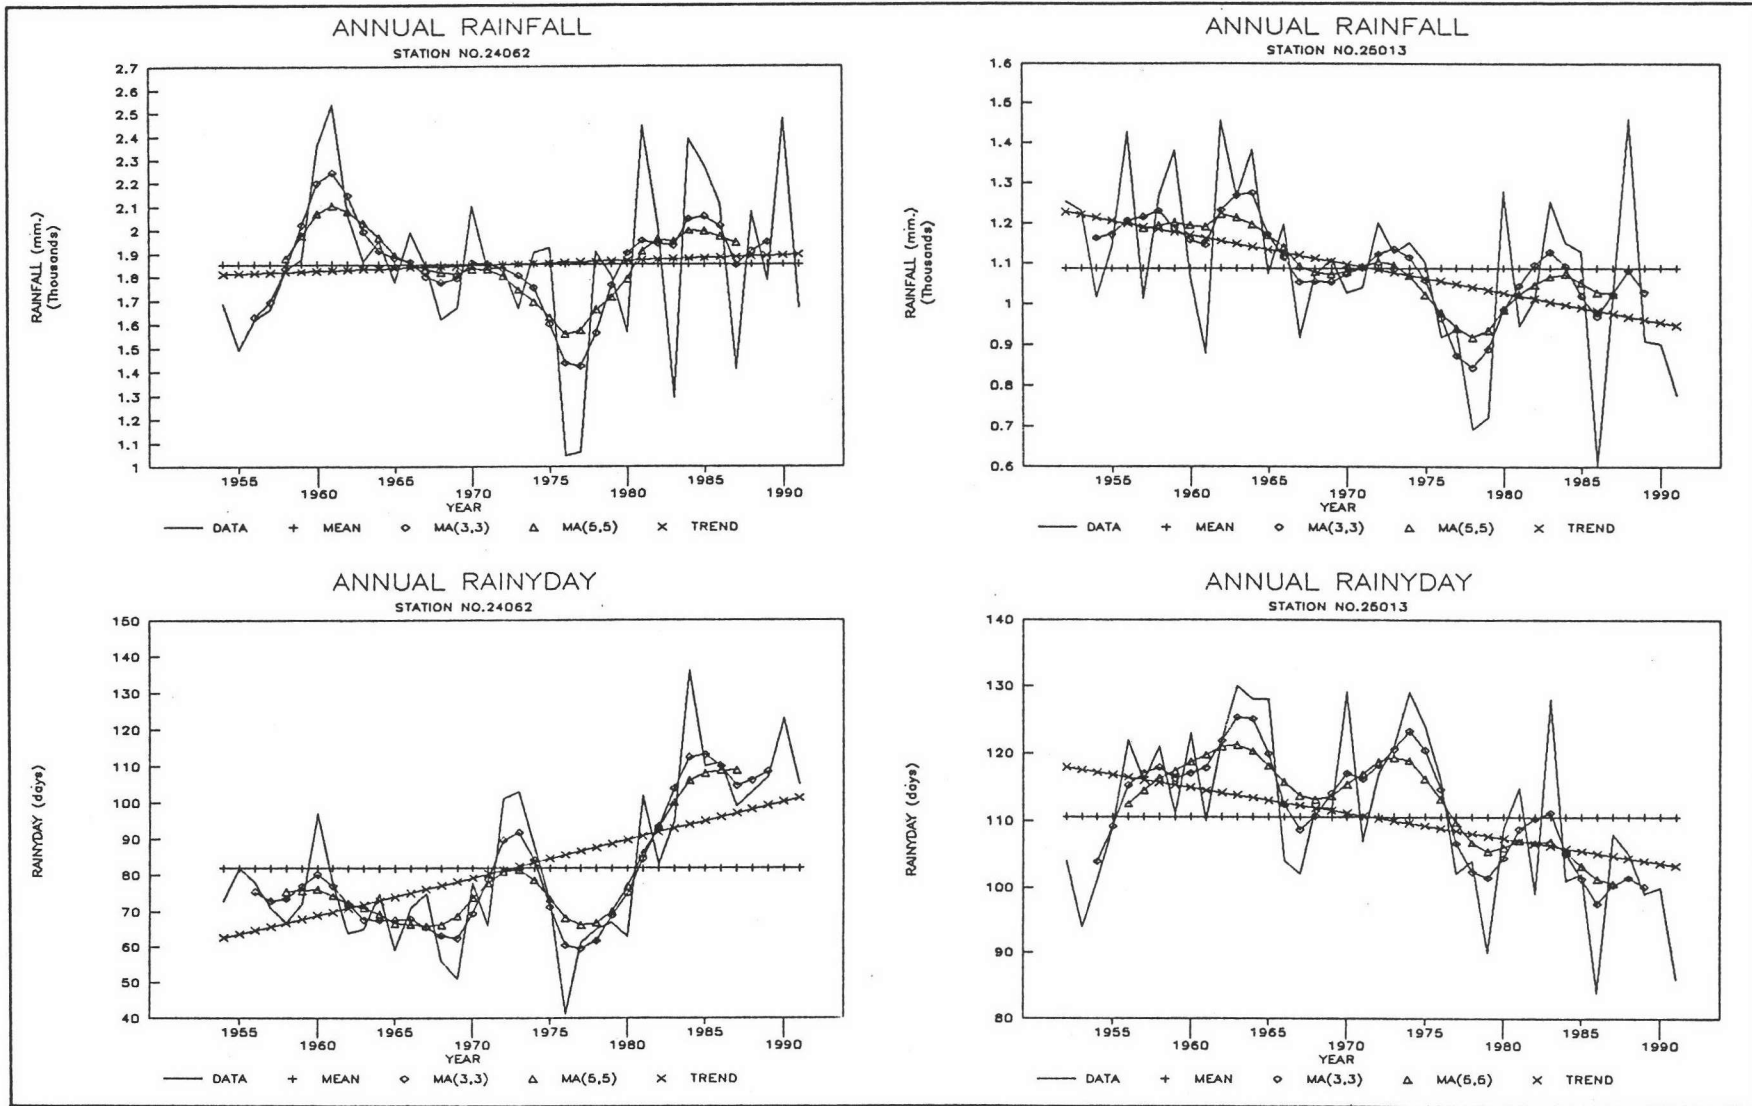 ANNUAL RAINFALL
STATION NO.24062
2.7
2.6
2.5
2.4
2.3
2.2
2.1
2
1.9
1.8
1.7
1.6
1.5
1.4
1.3
1.2
1.1
1
RAINFALL (mm.)
(Thousands)
1955 1965 1975 1985
1960 1970 1980 1990
YEAR
DATA MEAN MA(3,3) MA(5,5) TREND
ANNUAL RAINFALL
STATION NO.25013
1.6
1.5
1.4
1.3
1.2
1.1
1
0.9
0.8
0.7
0.6
RAINFALL (mm.)
(Thousands)
1955 1965 1975 1985
1960 1970 1980 1990
YEAR
DATA MEAN MA(3,3) MA(5,5) TREND
ANNUAL RAINYDAY
STATION NO.24062
150
140
130
120
110
100
90
80
70
60
50
40
RAINYDAY (days)
1955 1965 1975 1985
1960 1970 1980 1990
YEAR
DATA MEAN MA(3,3) MA(5,5) TREND
ANNUAL RAINYDAY
STATION NO.25013
140
130
120
110
100
90
80
RAINYDAY (days)
1955 1965 1975 1985
1960 1970 1980 1990
YEAR
DATA MEAN MA(3,3) MA(5,5) TREND